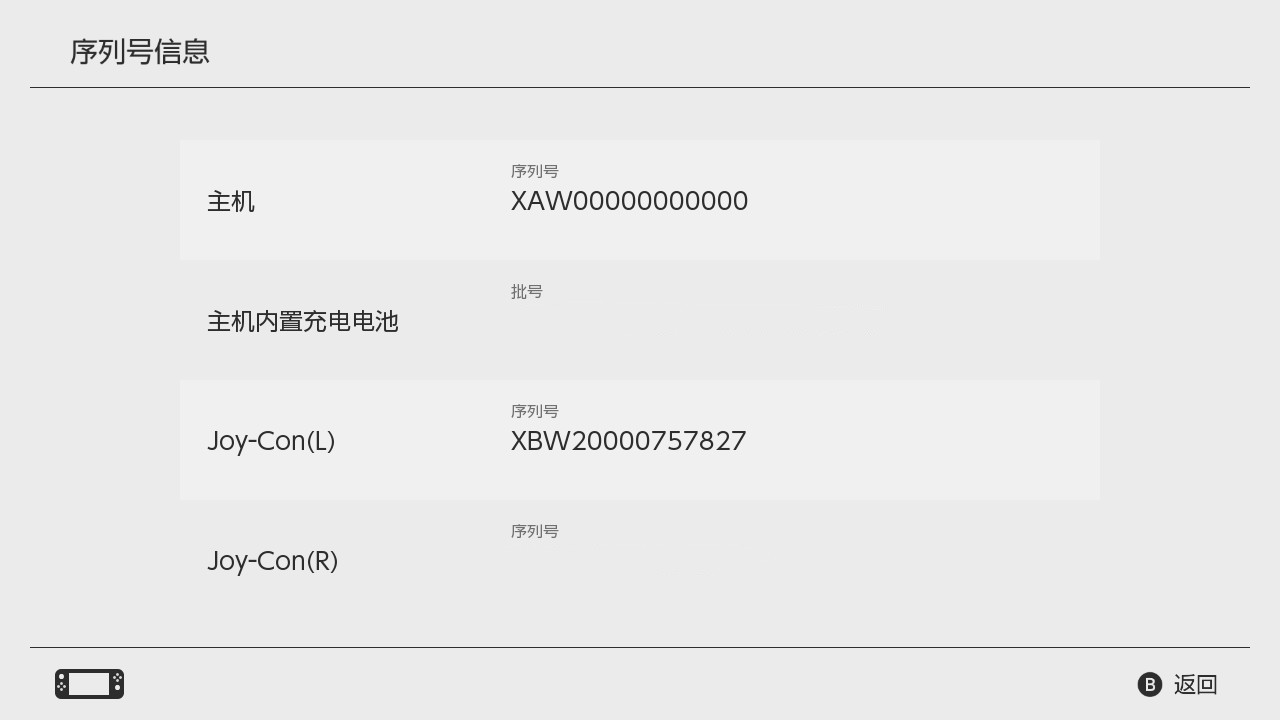 序列号信息
序列号
主机
XAW00000000000
批号
主机内置充电电池
序列号
Joy-Con(L)
XBW20000757827
序列号
Joy-Con(R)
B 返回